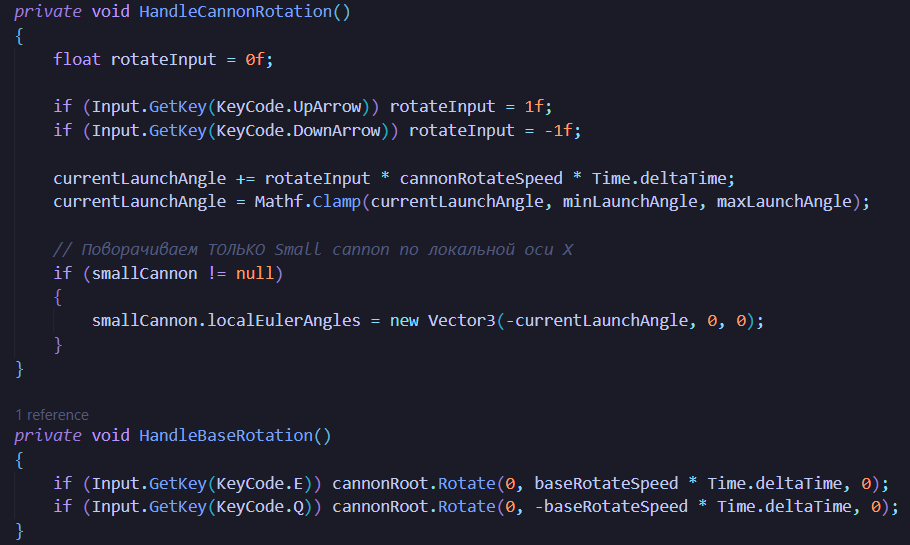 private void HandleCannonRotation()
{
    float rotateInput = 0f;

    if (Input.GetKey(KeyCode.UpArrow)) rotateInput = 1f;
    if (Input.GetKey(KeyCode.DownArrow)) rotateInput = -1f;

    currentLaunchAngle += rotateInput * cannonRotateSpeed * Time.deltaTime;
    currentLaunchAngle = Mathf.Clamp(currentLaunchAngle, minLaunchAngle, maxLaunchAngle);

    // Поворачиваем ТОЛЬКО Small cannon по локальной оси X
    if (smallCannon != null)
    {
        smallCannon.localEulerAngles = new Vector3(-currentLaunchAngle, 0, 0);
    }
}

1 reference
private void HandleBaseRotation()
{
    if (Input.GetKey(KeyCode.E)) cannonRoot.Rotate(0, baseRotateSpeed * Time.deltaTime, 0);
    if (Input.GetKey(KeyCode.Q)) cannonRoot.Rotate(0, -baseRotateSpeed * Time.deltaTime, 0);
}